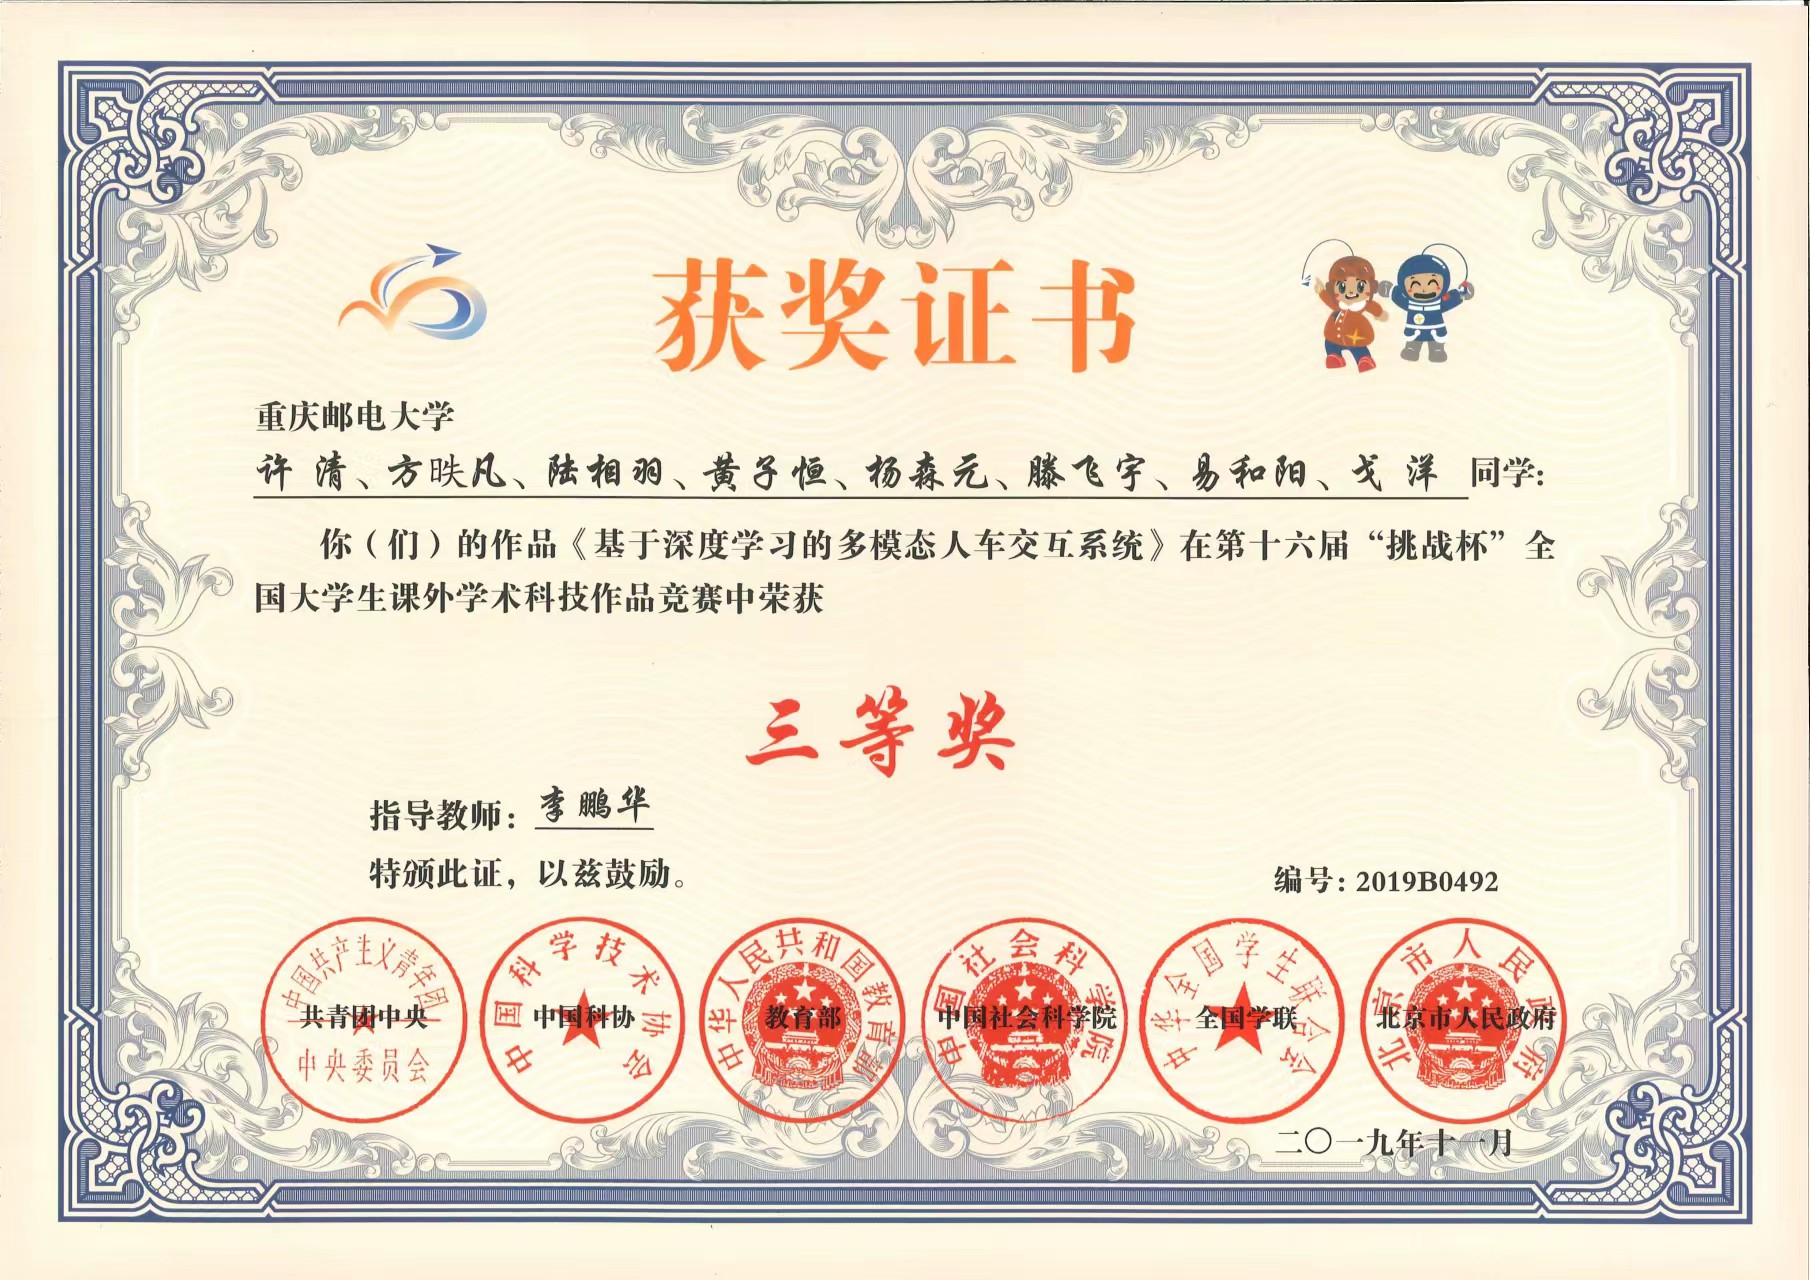 获奖证书
重庆邮电大学
许 清、方昳凡、陆相羽、黄子恒、杨森元、滕飞宇、易和阳、戈 洋 同学:
你(们)的作品《基于深度学习的多模态人车交互系统》在第十六届“挑战杯”全
国大学生课外学术科技作品竞赛中荣获
三等奖
指导教师: 李鹏华
特颁此证,以兹鼓励。
编号: 2019B0492
中国共产主义青年团
中央委员会
共青团中央
中国科学技术协会
中国科协
中华人民共和国教育部
教育部
中国社会科学院
中国社会科学院
中华全国学生联合会
全国学联
北京市人民政府
北京市人民政府
二〇一九年十一月